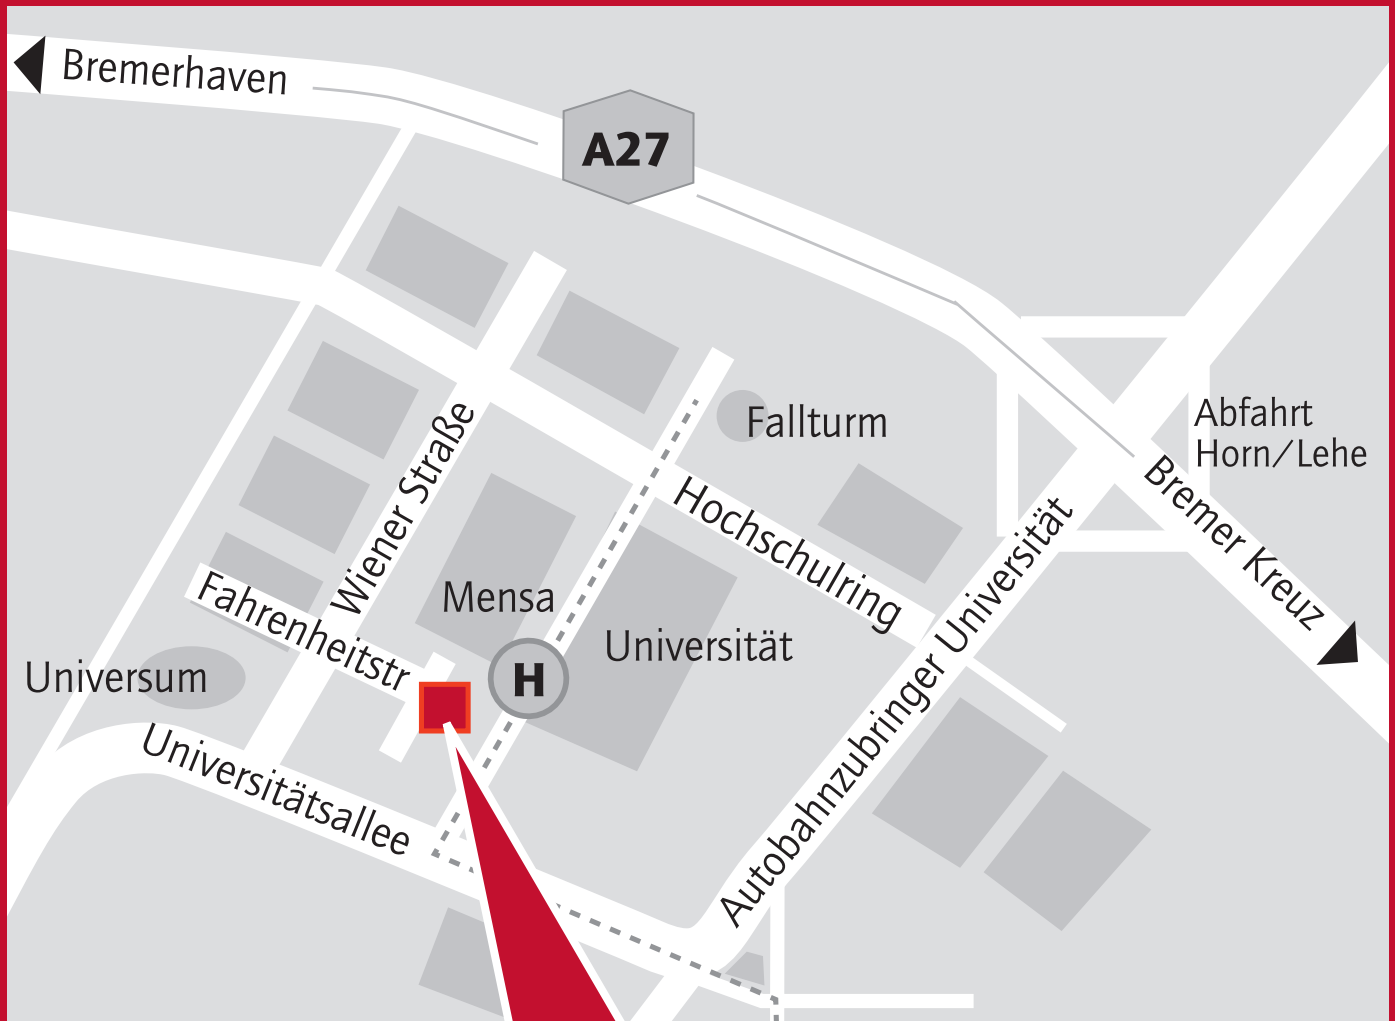 Bremerhaven
A27
Abfahrt
Horn/Lehe
Fallturm
Wiener Straße
Hochschulring
Bremer Kreuz
Fahrenheitstr
Mensa
Universität
H
Universum
Universitätsallee
Autobahnzubringer Universität